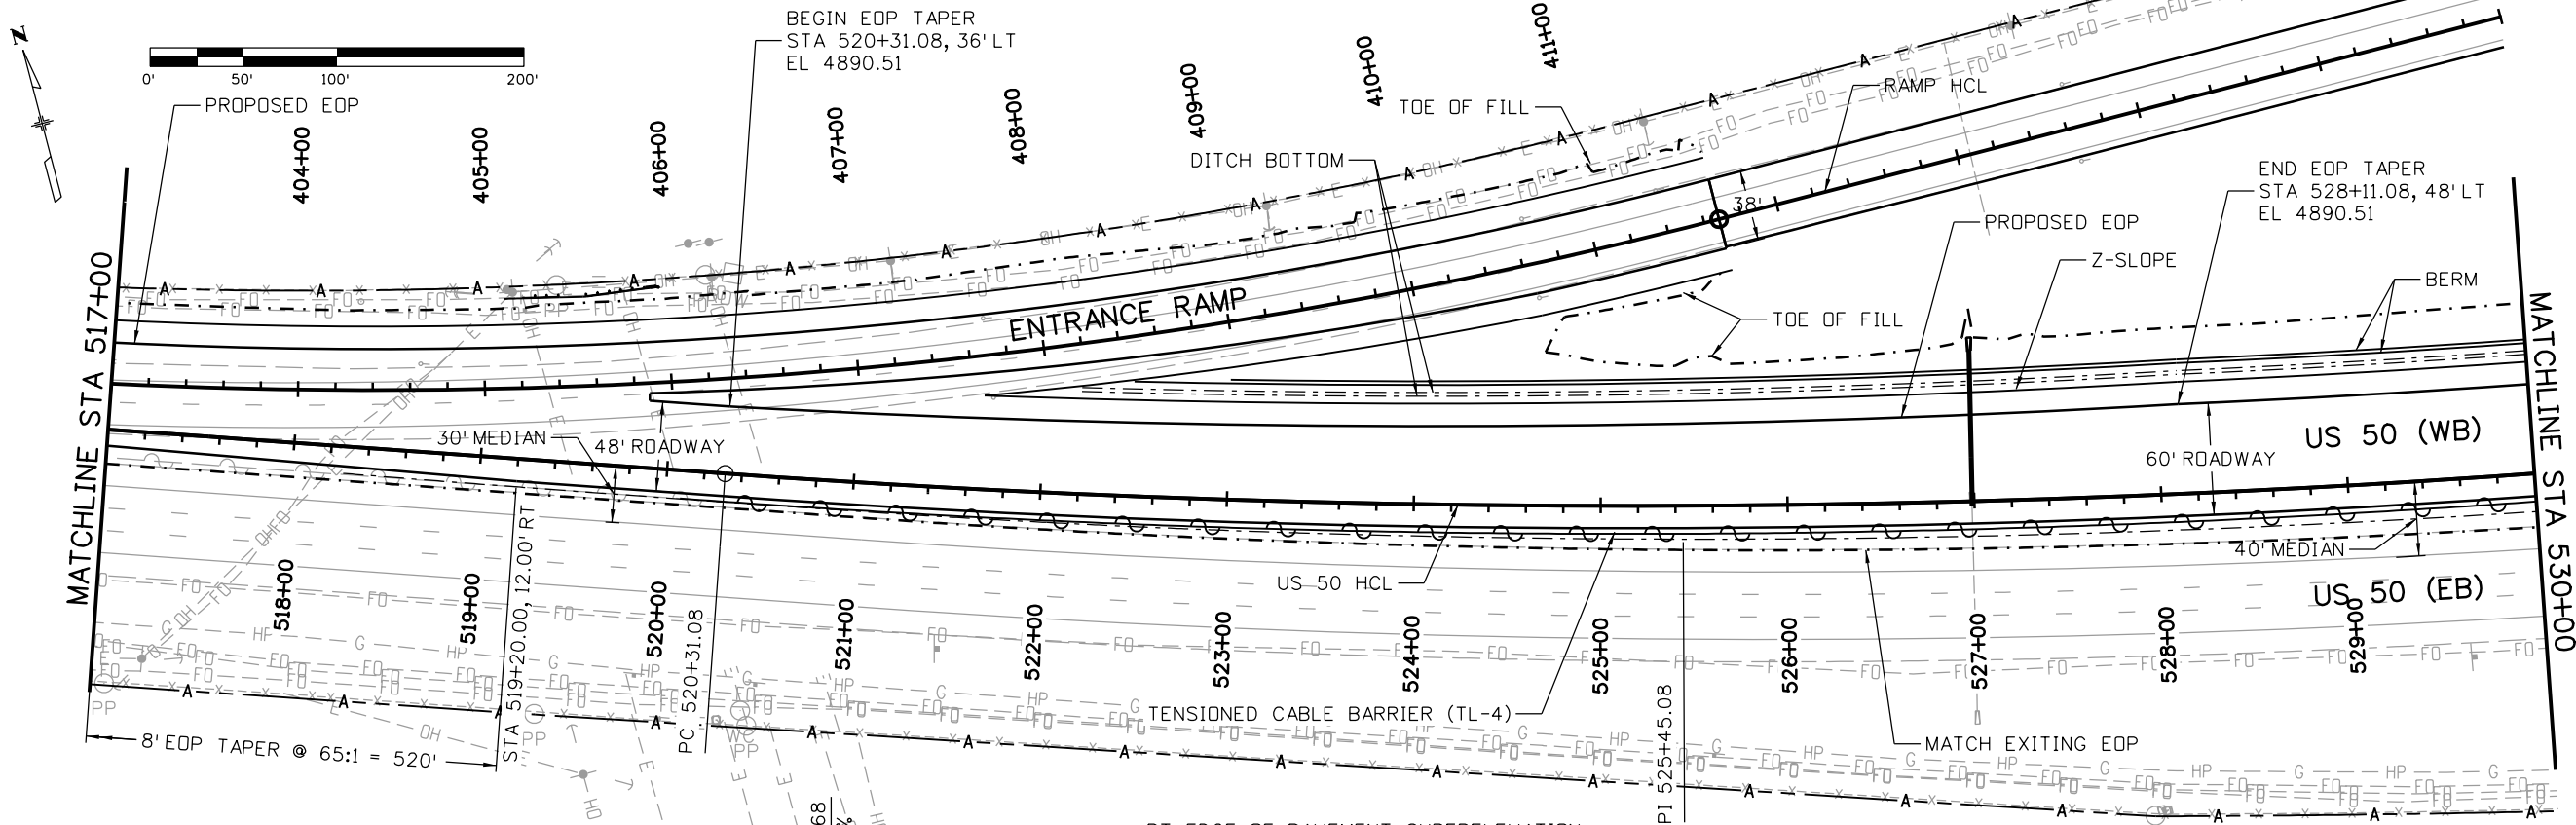 BEGIN EOP TAPER
STA 520+31.08, 36' LT
EL 4890.51
N
0' 50' 100' 200'
PROPOSED EOP
404+00
405+00
406+00
407+00
408+00
409+00
410+00
411+00
TOE OF FILL
RAMP HCL
DITCH BOTTOM
38'
END EOP TAPER
STA 528+11.08, 48' LT
EL 4890.51
PROPOSED EOP
Z-SLOPE
BERM
ENTRANCE RAMP
TOE OF FILL
MATCHLINE STA 517+00
MATCHLINE STA 530+00
30' MEDIAN
48' ROADWAY
US 50 (WB)
60' ROADWAY
40' MEDIAN
US 50 HCL
US 50 (EB)
518+00
519+00
520+00
521+00
522+00
523+00
524+00
525+00
526+00
527+00
528+00
529+00
STA 519+20.00, 12.00' RT
PC 520+31.08
PI 525+45.08
TENSIONED CABLE BARRIER (TL-4)
MATCH EXITING EOP
8' EOP TAPER @ 65:1 = 520'
PP
PP
PP
PP